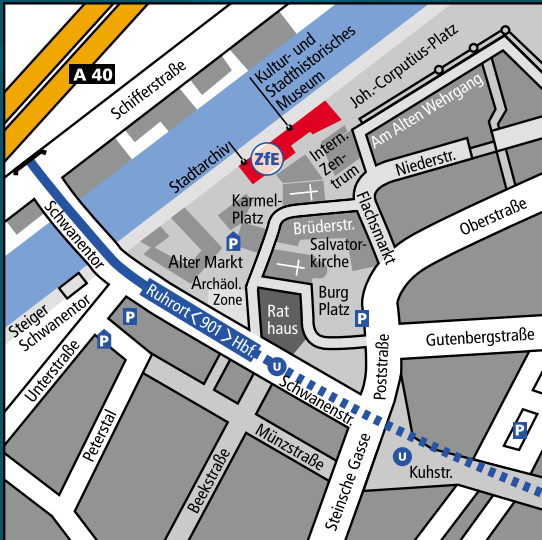 A 40
Schifferstraße
Kultur- und
Stadthistorisches
Museum
Joh.-Corputius-Platz
Stadtarchiv
ZfE
Intern.
Zen-
trum
Am Alten Wehrgang
Niederstr.
Flachsmarkt
Oberstraße
Karmel-
Platz
P
Brüderstr.
Salvator-
kirche
Alter Markt
Archäol.
Zone
Schwanentor
Steiger
Schwanentor
Ruhrort < 901 > Hbf.
Rat
haus
Burg
Platz
P
P
P
Unterstraße
Peterstal
U
Schwanenstr.
Poststraße
Gutenbergstraße
Münzstraße
Beekstraße
Steinsche Gasse
U
Kuhstr.
P